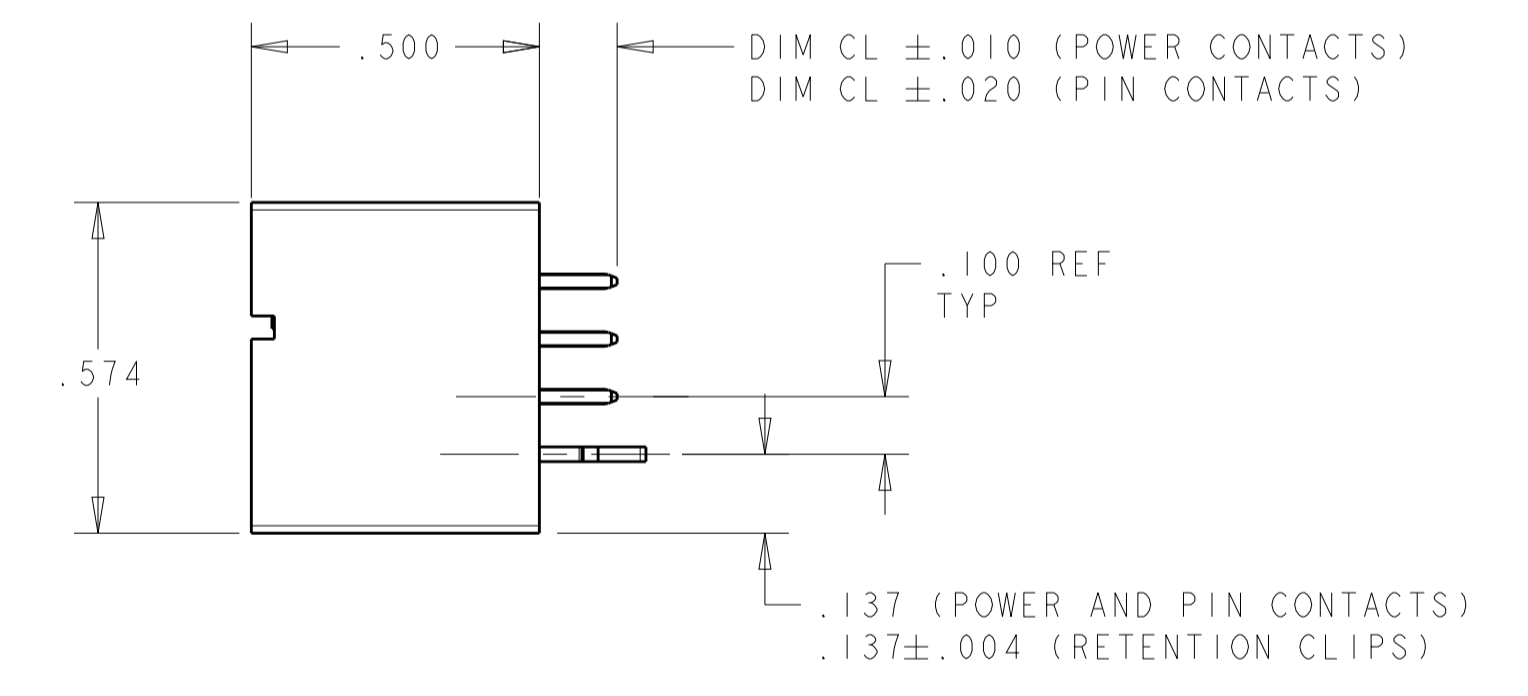 .500
DIM CL ±.010 (POWER CONTACTS)
DIM CL ±.020 (PIN CONTACTS)
.100 REF
TYP
.574
.137 (POWER AND PIN CONTACTS)
.137±.004 (RETENTION CLIPS)